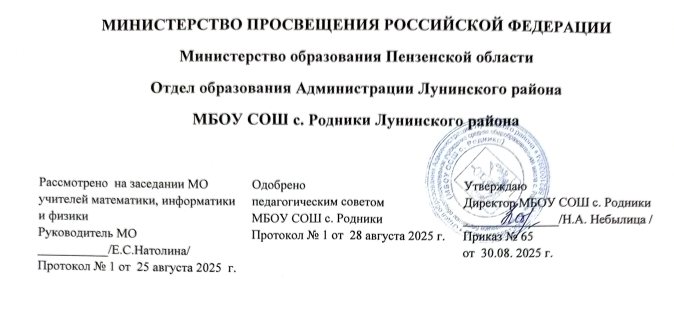 МИНИСТЕРСТВО ПРОСВЕЩЕНИЯ РОССИЙСКОЙ ФЕДЕРАЦИИ
Министерство образования Пензенской области
Отдел образования Администрации Лунинского района
МБОУ СОШ с. Родники Лунинского района
Рассмотрено на заседании МО
учителей математики, информатики
и физики
Руководитель МО
___________/Е.С.Натолина/
Протокол № 1 от 25 августа 2025 г.
Одобрено
педагогическим советом
МБОУ СОШ с. Родники
Протокол № 1 от 28 августа 2025 г.
Утверждаю
Директор МБОУ СОШ с. Родники
_______________/Н.А. Небылица /
Приказ № 65
от 30.08. 2025 г.